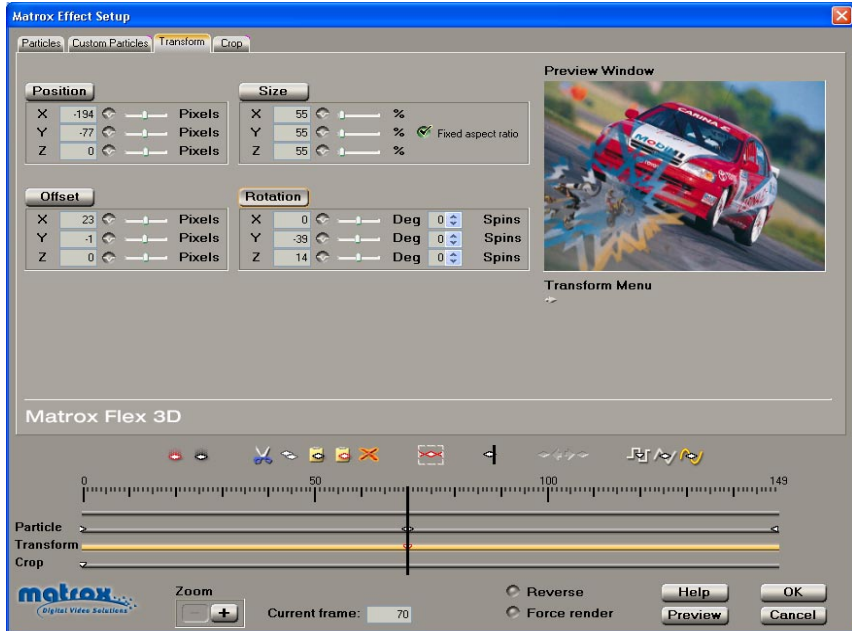 Matrox Effect Setup
Particles Custom Particles Transform Crop
Preview Window
Position
X -194 Pixels
Y -77 Pixels
Z 0 Pixels
Size
X 55 %
Y 55 % Fixed aspect ratio
Z 55 %
CARINA E
Mobil 1
Offset
X 23 Pixels
Y -1 Pixels
Z 0 Pixels
Rotation
X 0 Deg 0 Spins
Y -39 Deg 0 Spins
Z 14 Deg 0 Spins
Transform Menu
Matrox Flex 3D
0 50 100 149
Particle
Transform
Crop
matrox
Digital Video Solutions
Zoom
- +
Current frame: 70
Reverse
Force render
Help OK
Preview Cancel